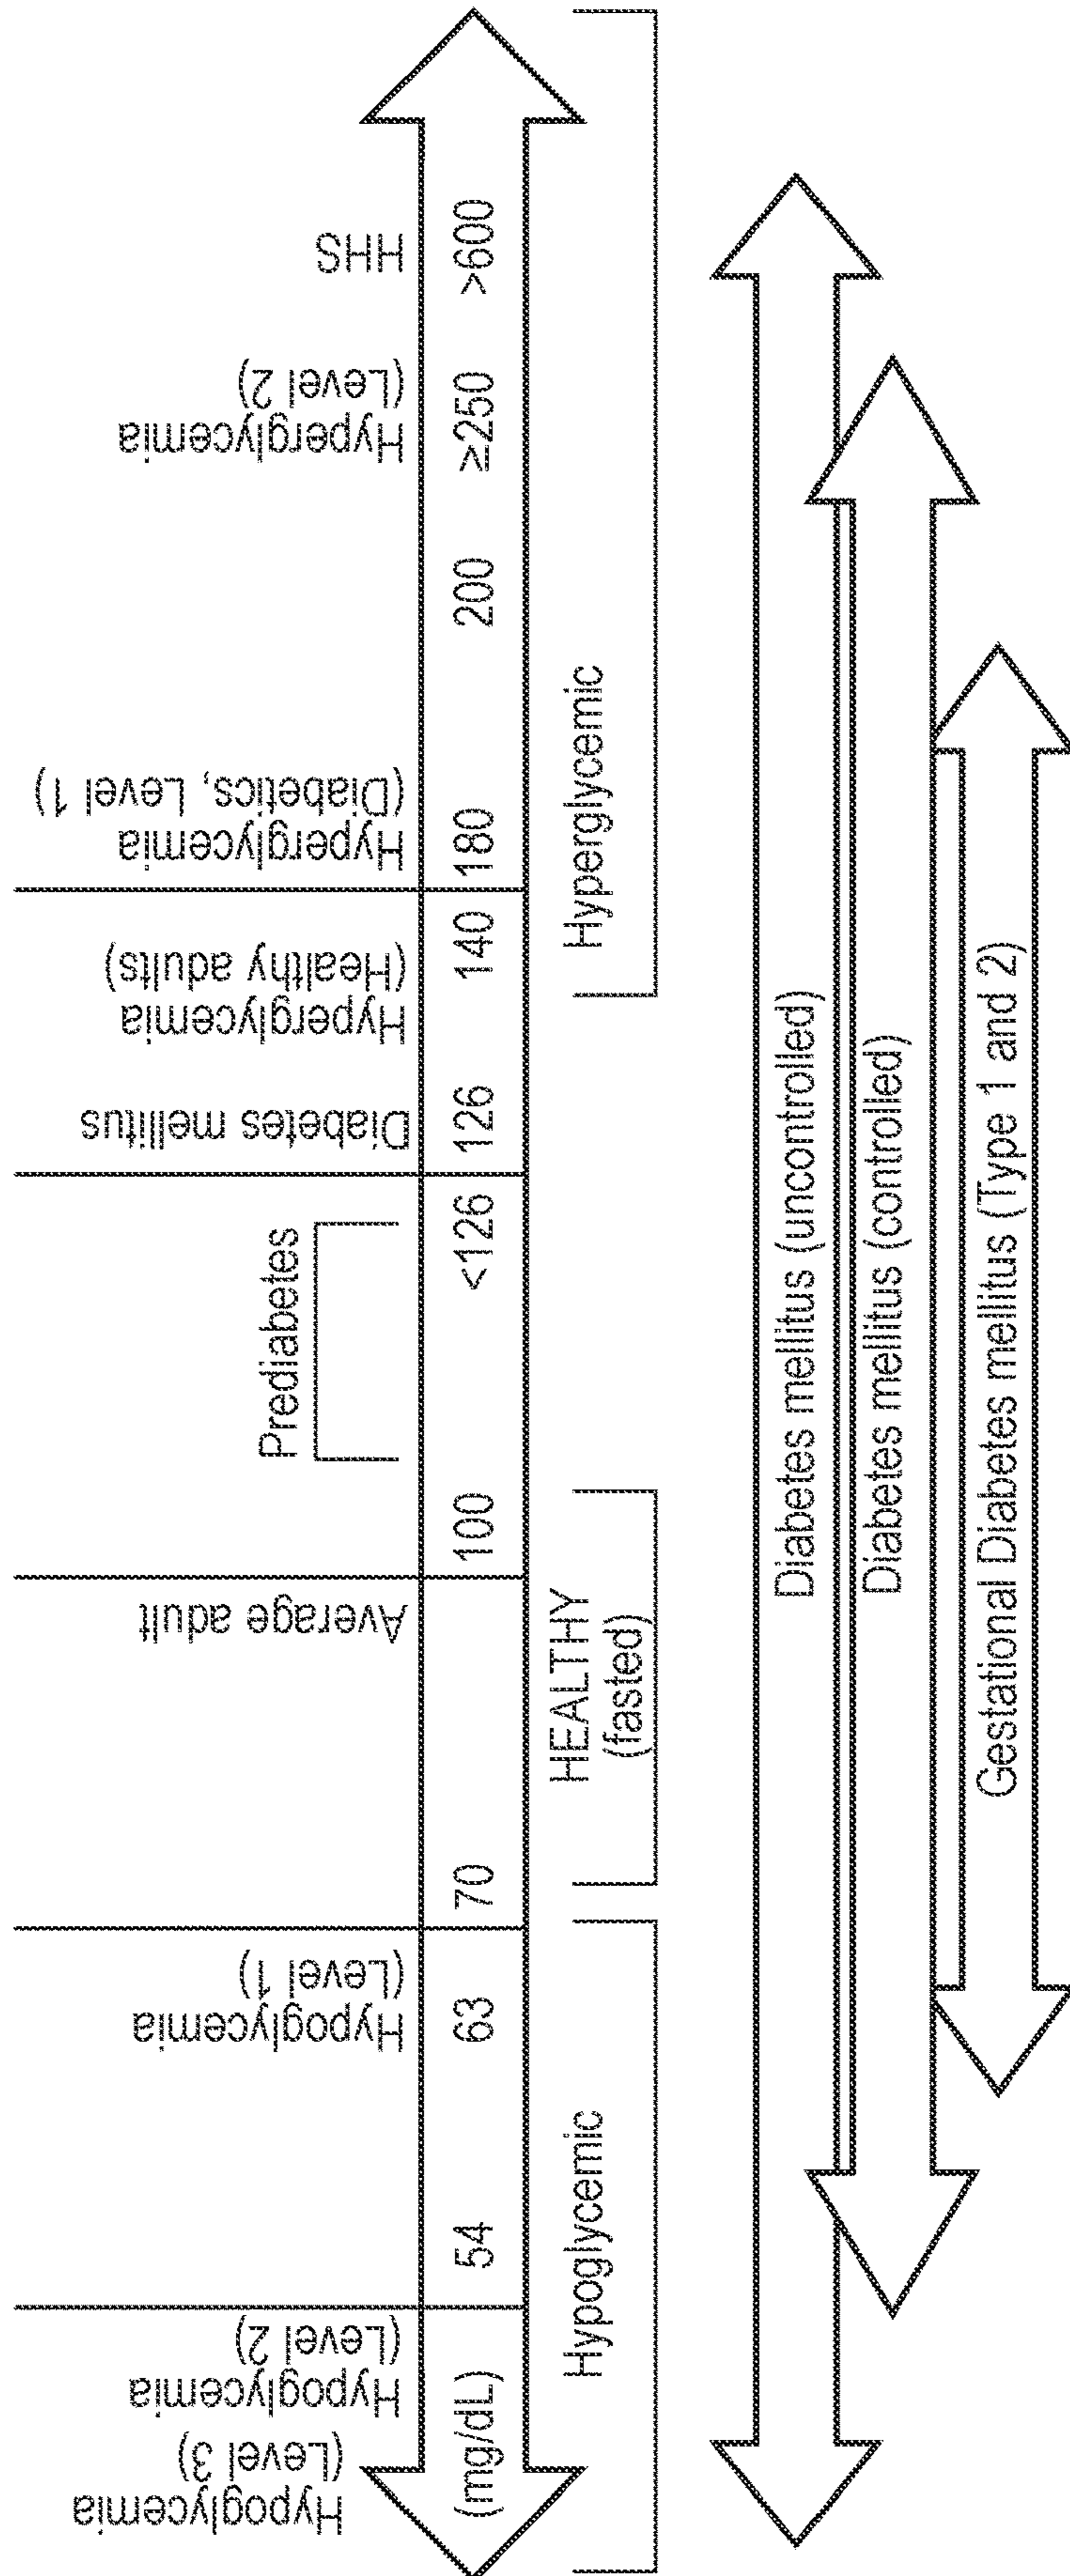 Hypoglycemia
(Level 3)
Hypoglycemia
(Level 2)
Hypoglycemia
(Level 1)
Average adult
Prediabetes
Diabetes mellitus
Hyperglycemia
(Healthy adults)
Hyperglycemia
(Diabetics, Level 1)
Hyperglycemia
(Level 2)
HHS
(mg/dL)
54
63
70
100
<126
126
140
180
200
≥250
>600
Hypoglycemic
HEALTHY
(fasted)
Hyperglycemic
Diabetes mellitus (uncontrolled)
Diabetes mellitus (controlled)
Gestational Diabetes mellitus (Type 1 and 2)